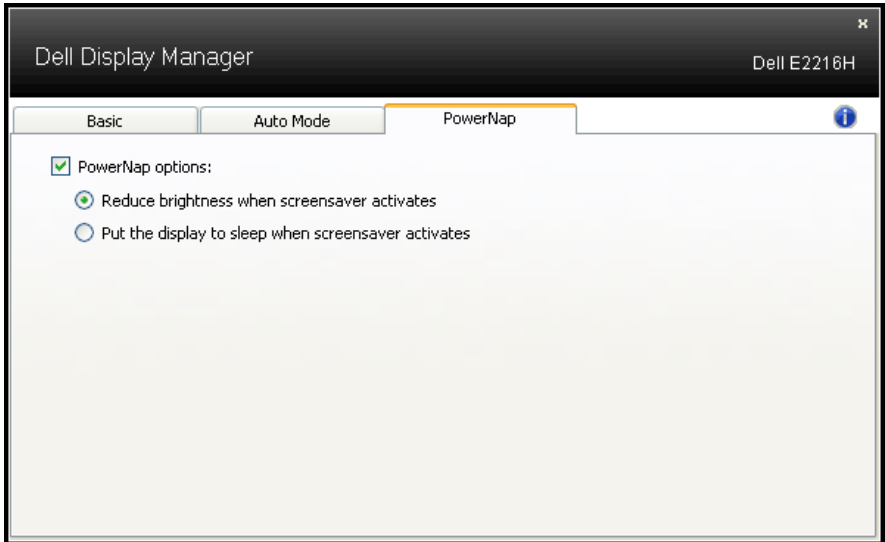 Dell Display Manager
Dell E2216H
Basic
Auto Mode
PowerNap
PowerNap options:
Reduce brightness when screensaver activates
Put the display to sleep when screensaver activates